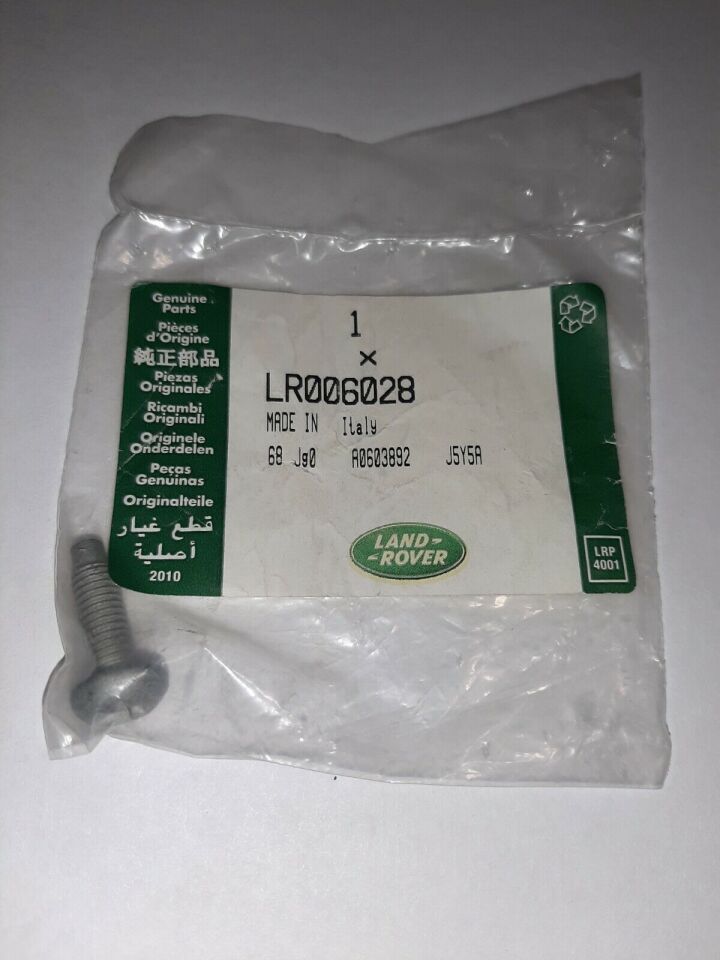 Genuine
Parts
Pièces
d'Origine
純正部品
Piezas
Originales
Ricambi
Originali
Originele
Onderdelen
Peças
Genuínas
Originalteile
قطع غيار
أصلية
2010
1
x
LR006028
MADE IN Italy
68 Jg0 A0603892 J5Y5A
LAND-
-ROVER
LRP
4001